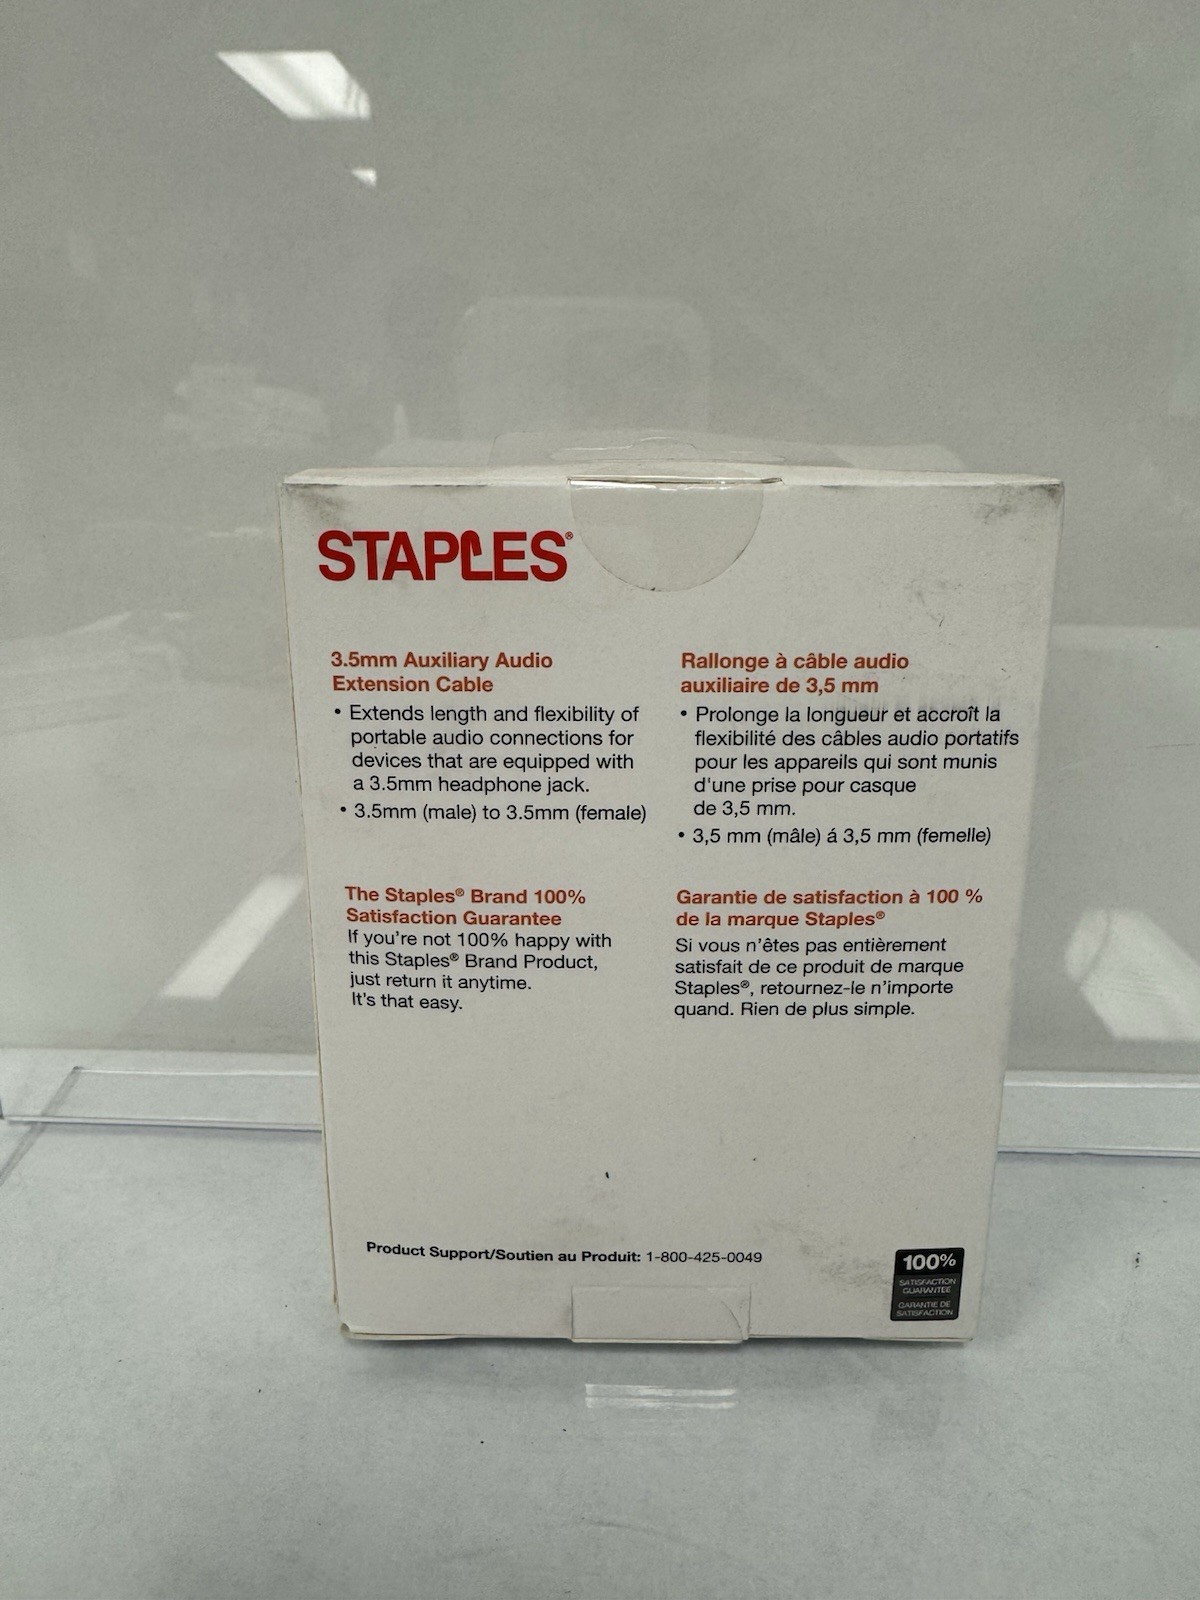 STAPLES®
3.5mm Auxiliary Audio
Extension Cable
• Extends length and flexibility of
portable audio connections for
devices that are equipped with
a 3.5mm headphone jack.
• 3.5mm (male) to 3.5mm (female)
The Staples® Brand 100%
Satisfaction Guarantee
If you're not 100% happy with
this Staples® Brand Product,
just return it anytime.
It's that easy.
Rallonge à câble audio
auxiliaire de 3,5 mm
• Prolonge la longueur et accroît la
flexibilité des câbles audio portatifs
pour les appareils qui sont munis
d'une prise pour casque
de 3,5 mm.
• 3,5 mm (mâle) á 3,5 mm (femelle)
Garantie de satisfaction à 100 %
de la marque Staples®
Si vous n'êtes pas entièrement
satisfait de ce produit de marque
Staples®, retournez-le n'importe
quand. Rien de plus simple.
Product Support/Soutien au Produit: 1-800-425-0049
100%
SATISFACTION
GUARANTEE
GARANTIE DE
SATISFACTION